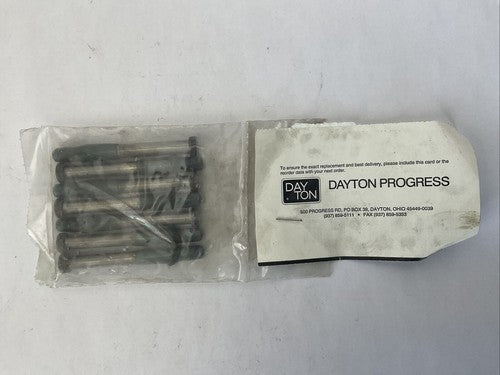 To ensure the exact replacement and best delivery, please include this card or the
reorder data with your next order.
DAY
TON
DAYTON PROGRESS
500 PROGRESS RD, PO BOX 39, DAYTON, OHIO 45449-0039
(937) 859-5111 • FAX (937) 859-5353